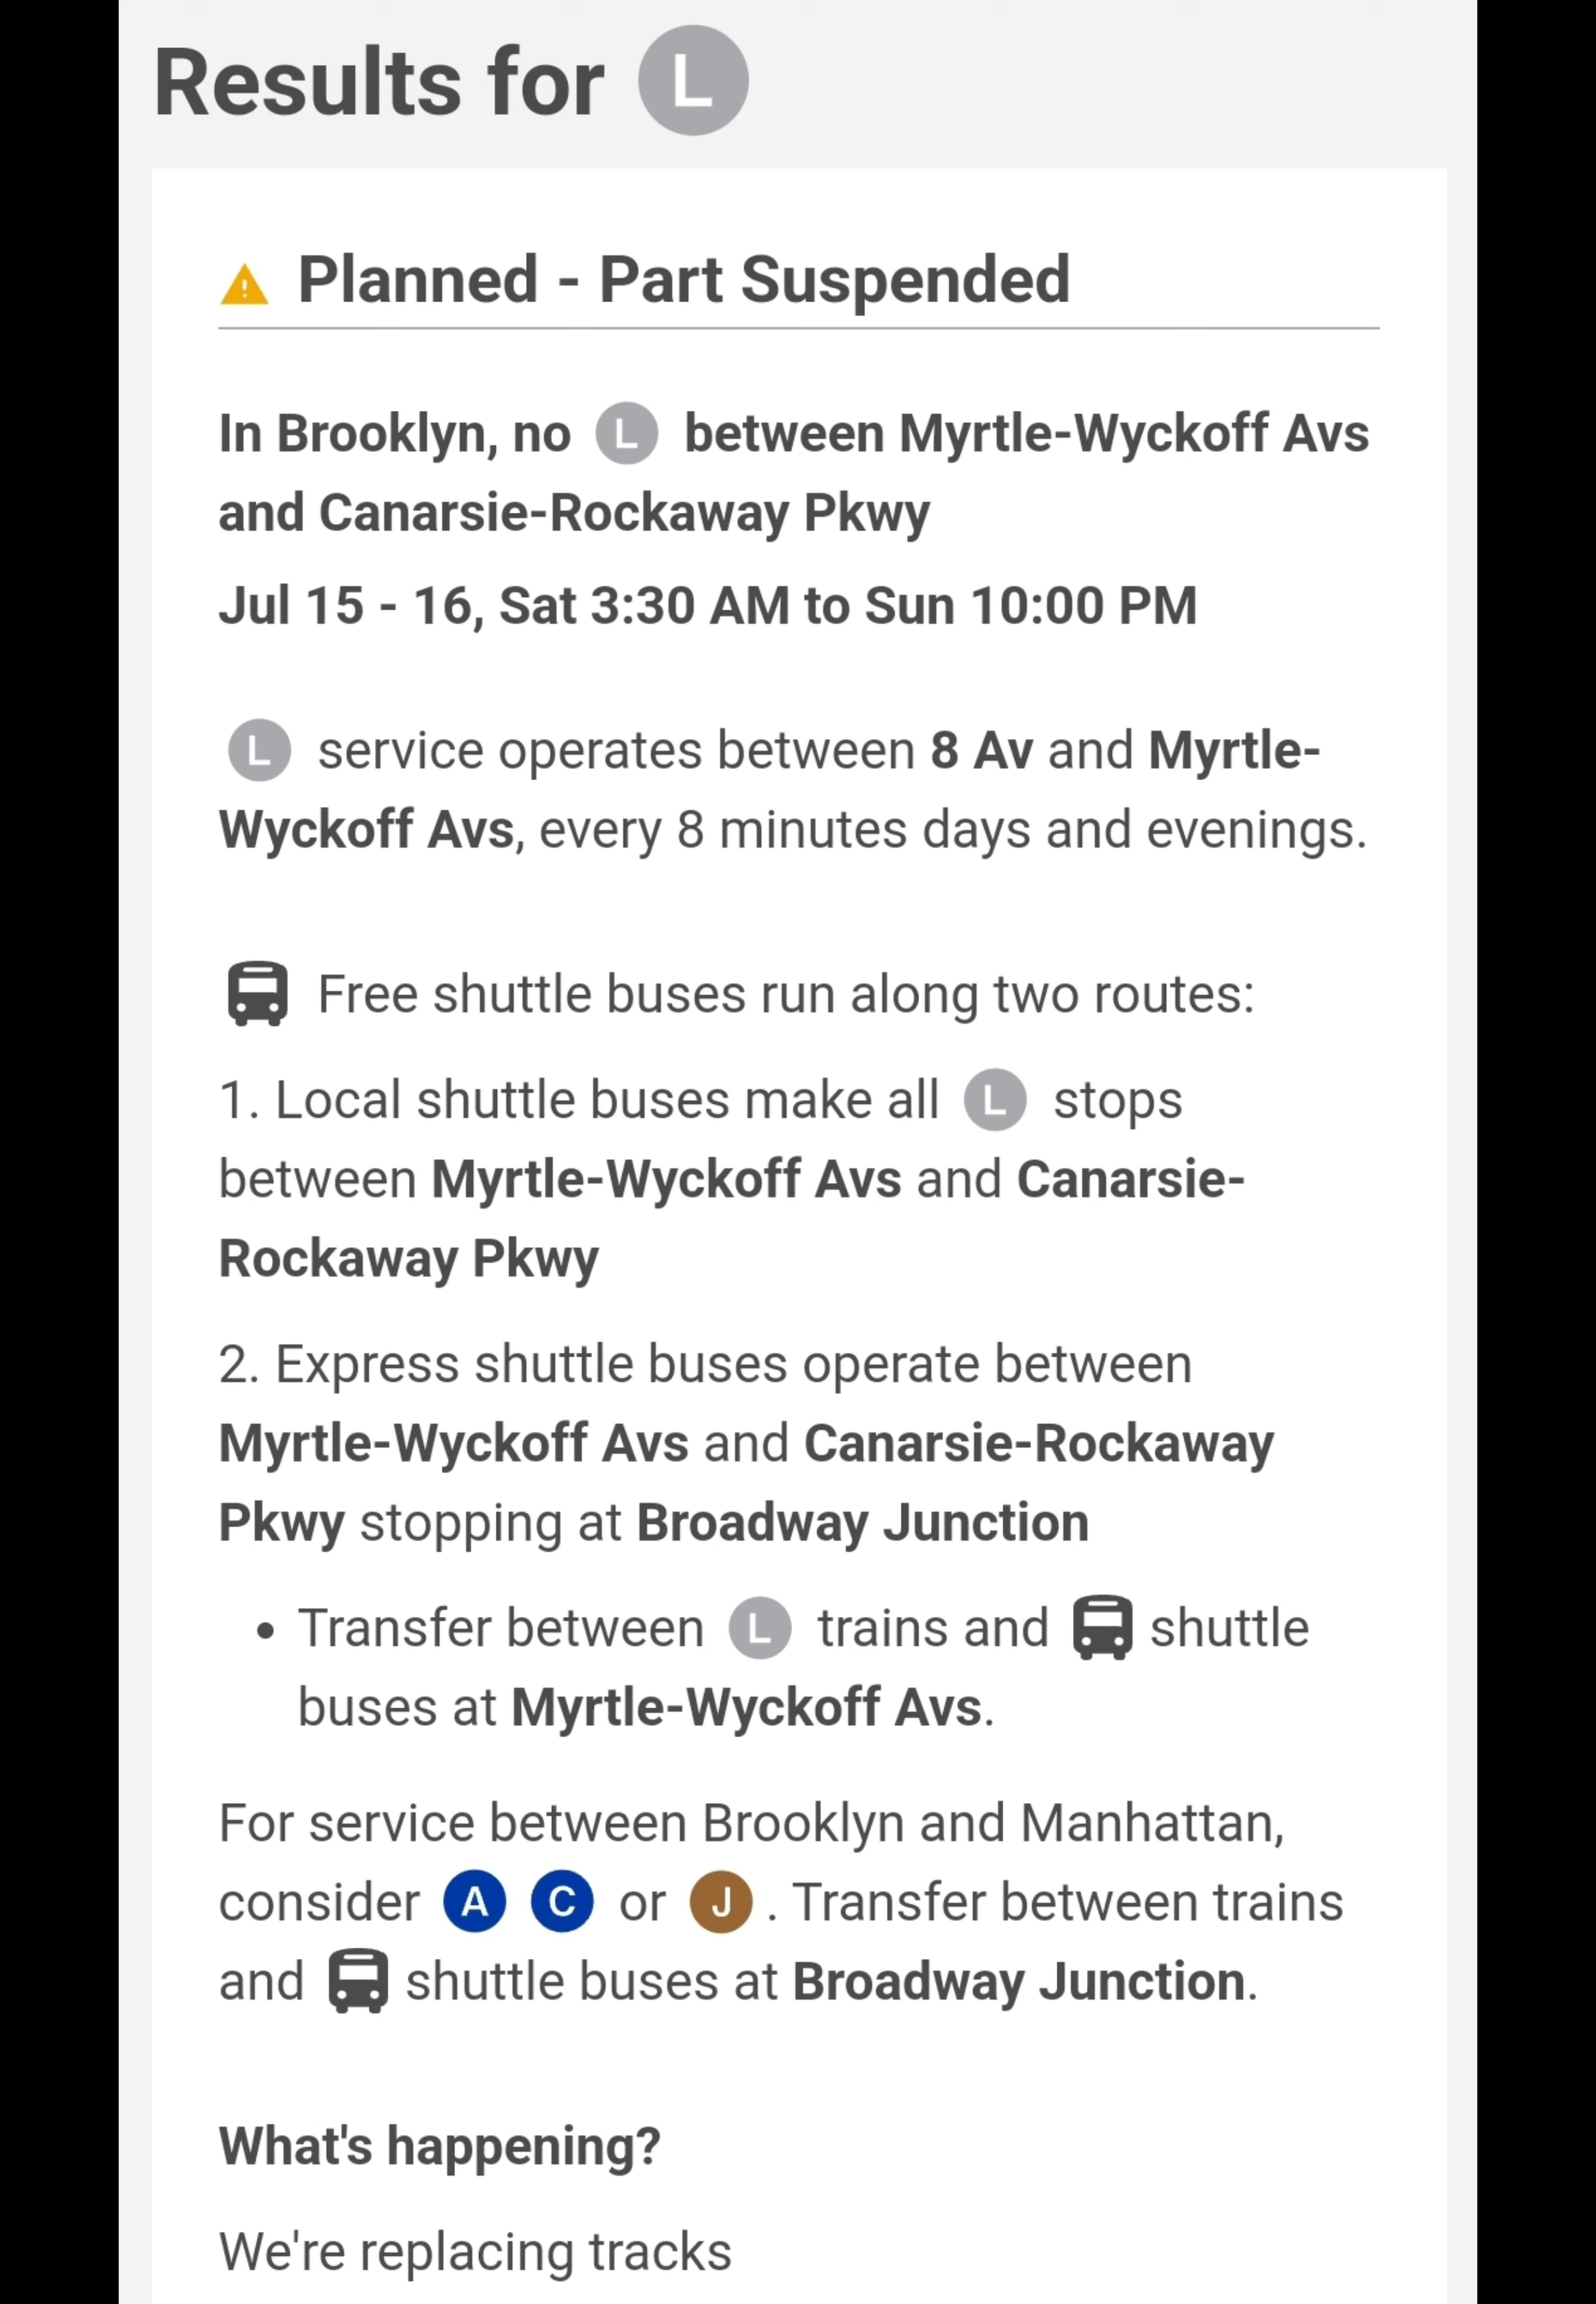 Results for L
Planned - Part Suspended
In Brooklyn, no L between Myrtle-Wyckoff Avs
and Canarsie-Rockaway Pkwy
Jul 15 - 16, Sat 3:30 AM to Sun 10:00 PM
L service operates between 8 Av and Myrtle-
Wyckoff Avs, every 8 minutes days and evenings.
Free shuttle buses run along two routes:
1. Local shuttle buses make all L stops
between Myrtle-Wyckoff Avs and Canarsie-
Rockaway Pkwy
2. Express shuttle buses operate between
Myrtle-Wyckoff Avs and Canarsie-Rockaway
Pkwy stopping at Broadway Junction
• Transfer between L trains and shuttle
buses at Myrtle-Wyckoff Avs.
For service between Brooklyn and Manhattan,
consider A C or J . Transfer between trains
and shuttle buses at Broadway Junction.
What's happening?
We're replacing tracks